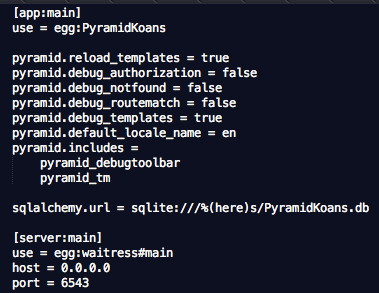 [app:main]
use = egg:PyramidKoans

pyramid.reload_templates = true
pyramid.debug_authorization = false
pyramid.debug_notfound = false
pyramid.debug_routematch = false
pyramid.debug_templates = true
pyramid.default_locale_name = en
pyramid.includes =
    pyramid_debugtoolbar
    pyramid_tm

sqlalchemy.url = sqlite:///%(here)s/PyramidKoans.db

[server:main]
use = egg:waitress#main
host = 0.0.0.0
port = 6543